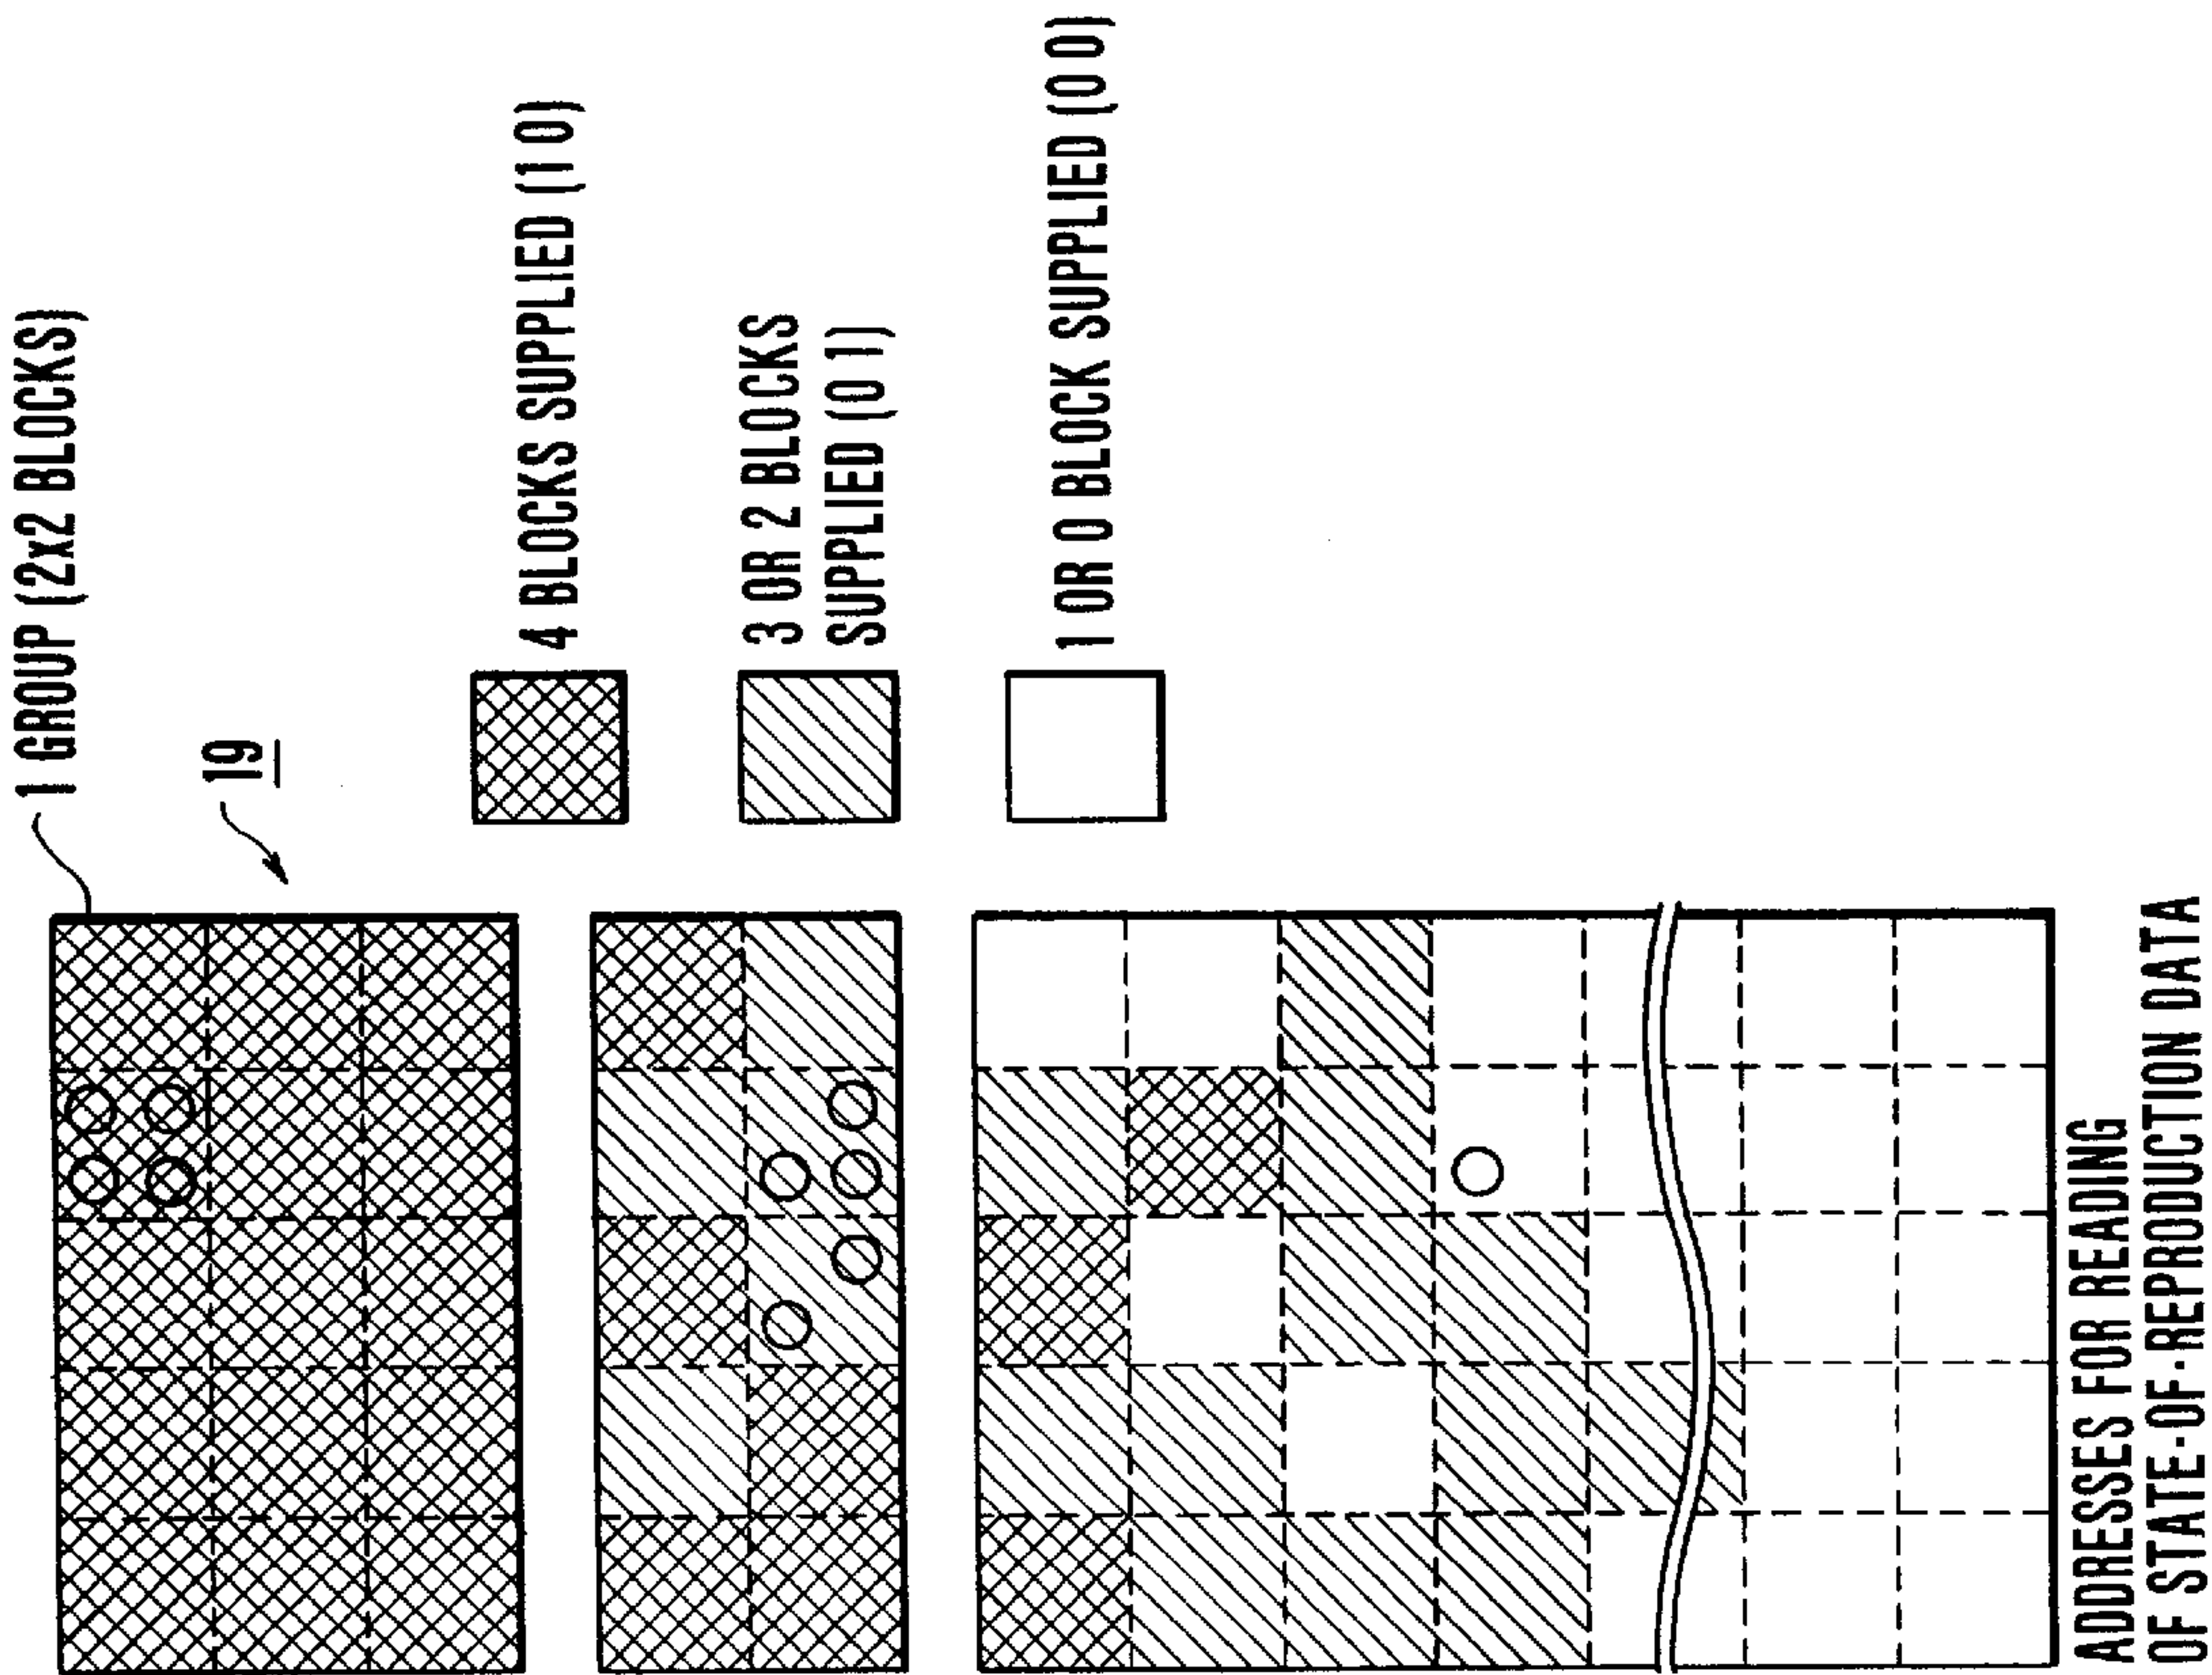 1 GROUP (2x2 BLOCKS)
19
4 BLOCKS SUPPLIED (1 0)
3 OR 2 BLOCKS
SUPPLIED (0 1)
1 OR 0 BLOCK SUPPLIED (0 0)
ADDRESSES FOR READING
OF STATE-OF-REPRODUCTION DATA